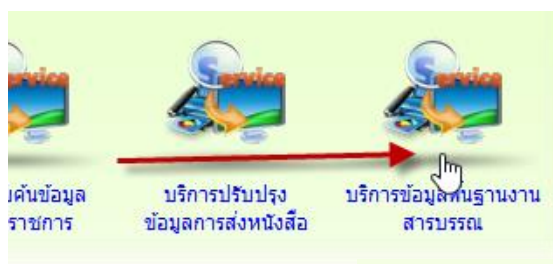 Service
Service
บค้นข้อมูล
ราชการ
บริการปรับปรุง
ข้อมูลการส่งหนังสือ
บริการข้อมูลพื้นฐานงาน
สารบรรณ